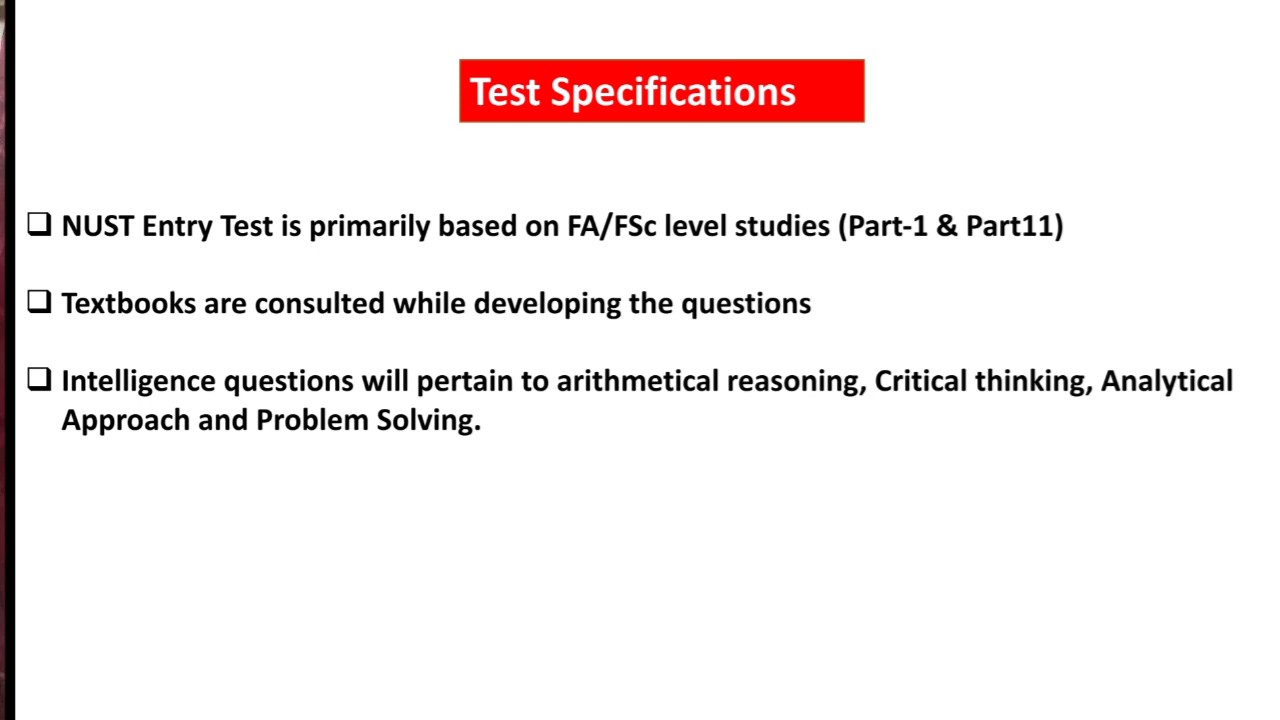 Test Specifications
❑ NUST Entry Test is primarily based on FA/FSc level studies (Part-1 & Part11)
❑ Textbooks are consulted while developing the questions
❑ Intelligence questions will pertain to arithmetical reasoning, Critical thinking, Analytical
Approach and Problem Solving.